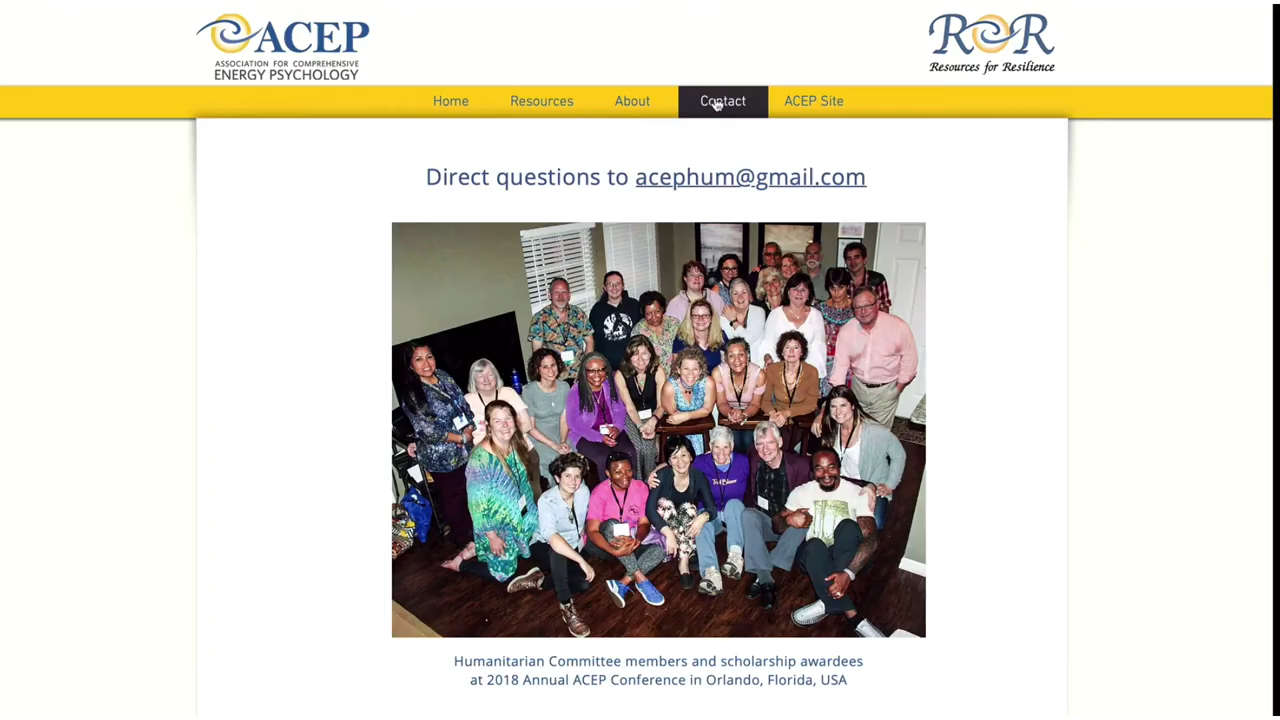 ACEP
ASSOCIATION FOR COMPREHENSIVE
ENERGY PSYCHOLOGY
RR
Resources for Resilience
Home Resources About Contact ACEP Site
Direct questions to acephum@gmail.com
Humanitarian Committee members and scholarship awardees
at 2018 Annual ACEP Conference in Orlando, Florida, USA